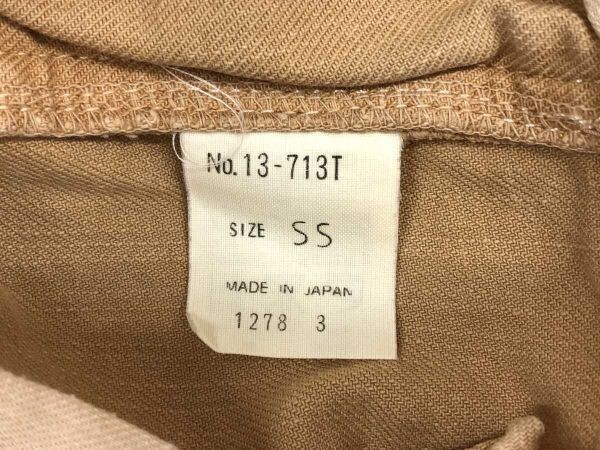 No. 13-713T
SIZE SS
MADE IN JAPAN
1278 3